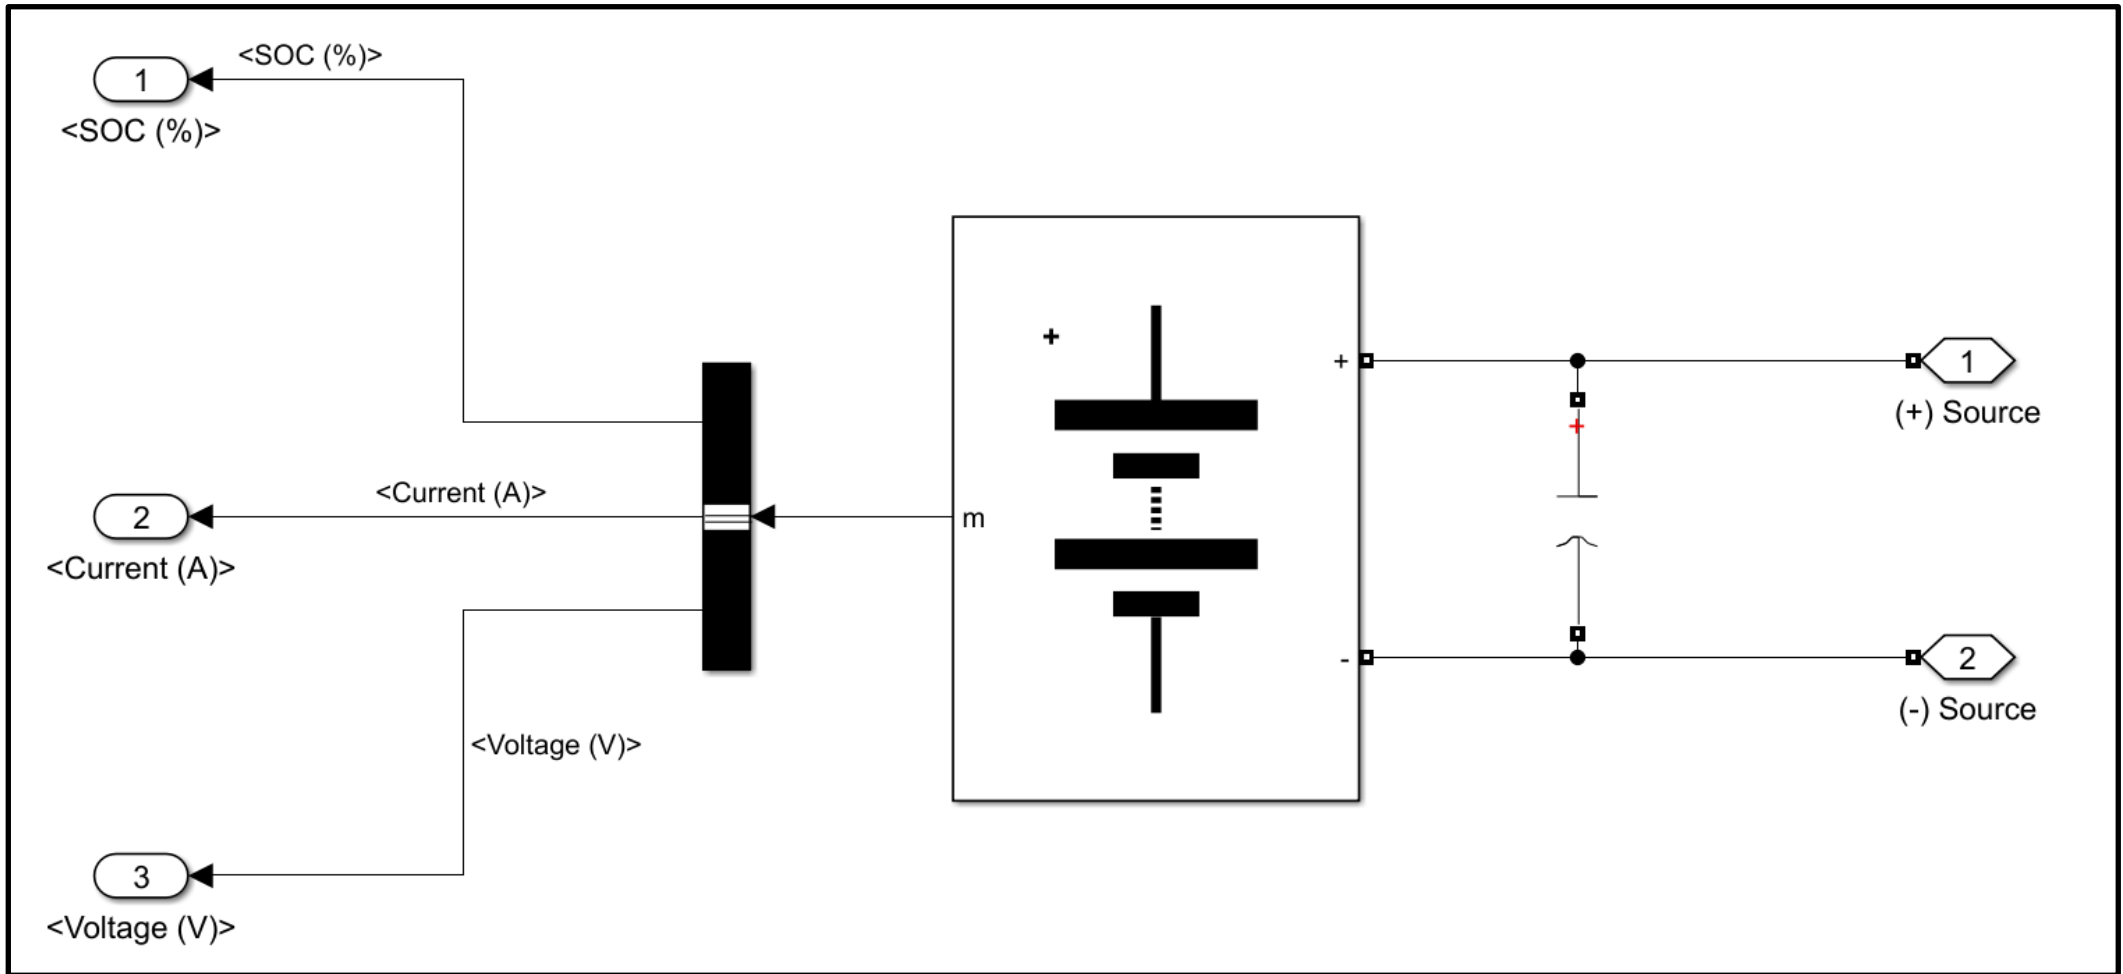 <SOC (%)>
1
<SOC (%)>
+
+
1
+
(+) Source
<Current (A)>
2
m
<Current (A)>
-
2
(-) Source
<Voltage (V)>
3
<Voltage (V)>